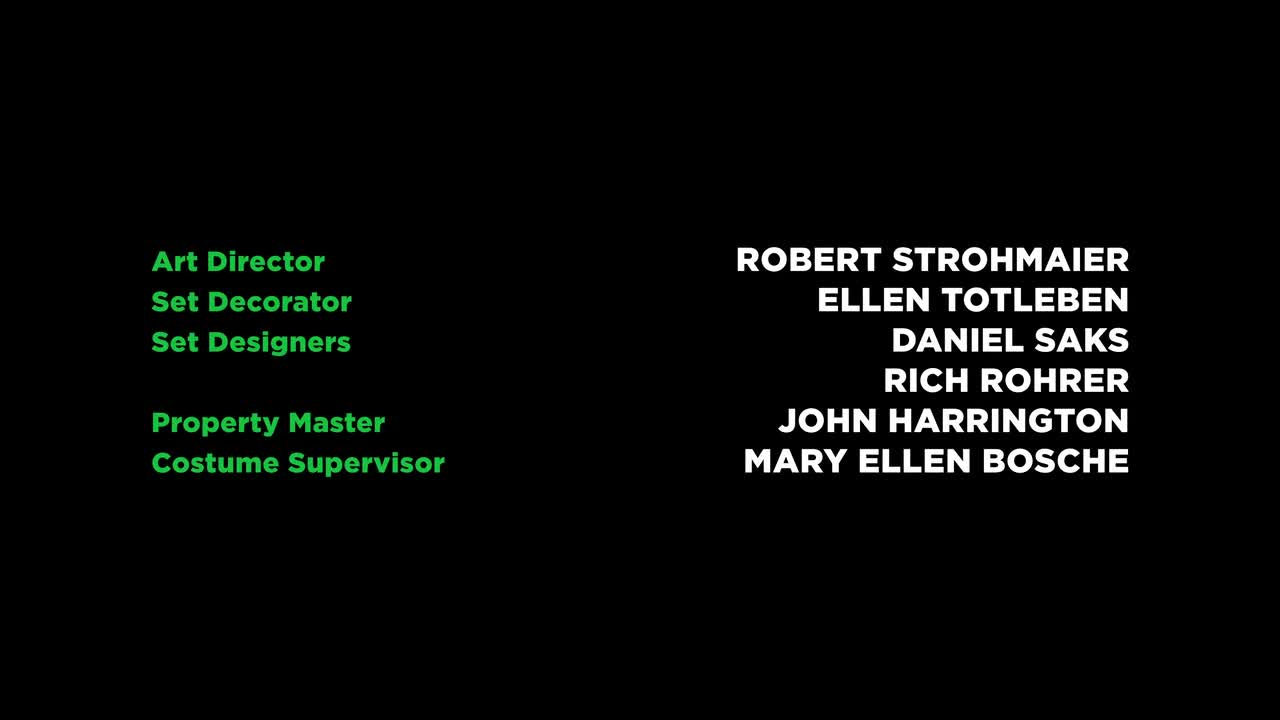 Art Director ROBERT STROHMAIER
Set Decorator ELLEN TOTLEBEN
Set Designers DANIEL SAKS
RICH ROHRER
Property Master JOHN HARRINGTON
Costume Supervisor MARY ELLEN BOSCHE